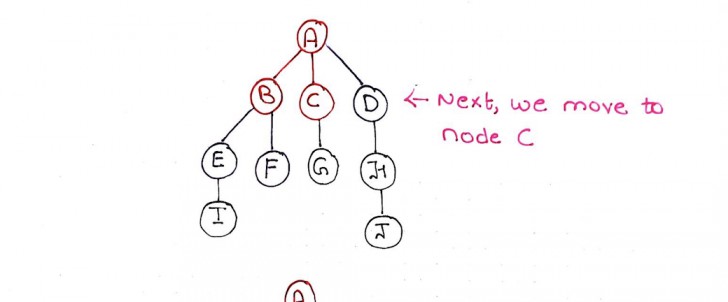 A
B C D ← Next, we move to
node C
E F G H
I J
A